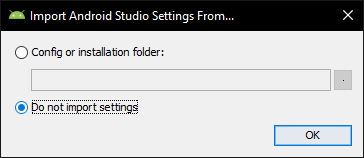 Import Android Studio Settings From...
Config or installation folder:
.
Do not import settings
OK